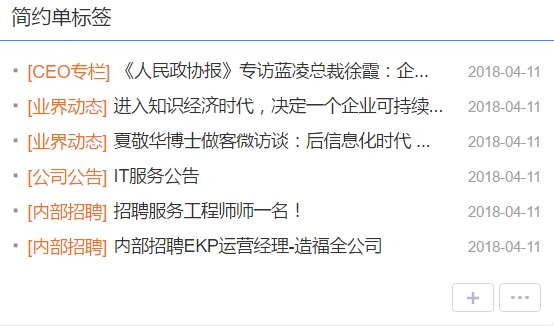 简约单标签
[CEO专栏] 《人民政协报》专访蓝凌总裁徐霞：企... 2018-04-11
[业界动态] 进入知识经济时代，决定一个企业可持续... 2018-04-11
[业界动态] 夏敬华博士做客微访谈：后信息化时代 ... 2018-04-11
[公司公告] IT服务公告 2018-04-11
[内部招聘] 招聘服务工程师师一名！ 2018-04-11
[内部招聘] 内部招聘EKP运营经理-造福全公司 2018-04-11